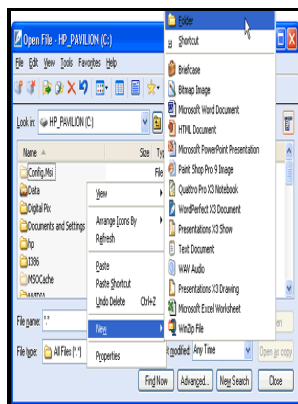 Open File - HP_PAVILION (C:)
File Edit View Tools Favorites Help
Look in: HP_PAVILION (C:)
Name Size
Config.Msi File
Data
Digital Pix
Documents and Settings
hp
I386
MSOCache
View
Arrange Icons By
Refresh
Paste
Paste Shortcut
Undo Delete Ctrl+Z
New
Properties
Folder
Shortcut
Briefcase
Bitmap Image
Microsoft Word Document
HTML Document
Microsoft PowerPoint Presentation
Paint Shop Pro 9 Image
Quattro Pro X3 Notebook
WordPerfect X3 Document
Presentations X3 Show
Text Document
WAV Audio
Presentations X3 Drawing
Microsoft Excel Worksheet
WinZip File
File name: *.*
File type: All Files (*.*) modified: Any Time Open as copy
Find Now Advanced... New Search Close